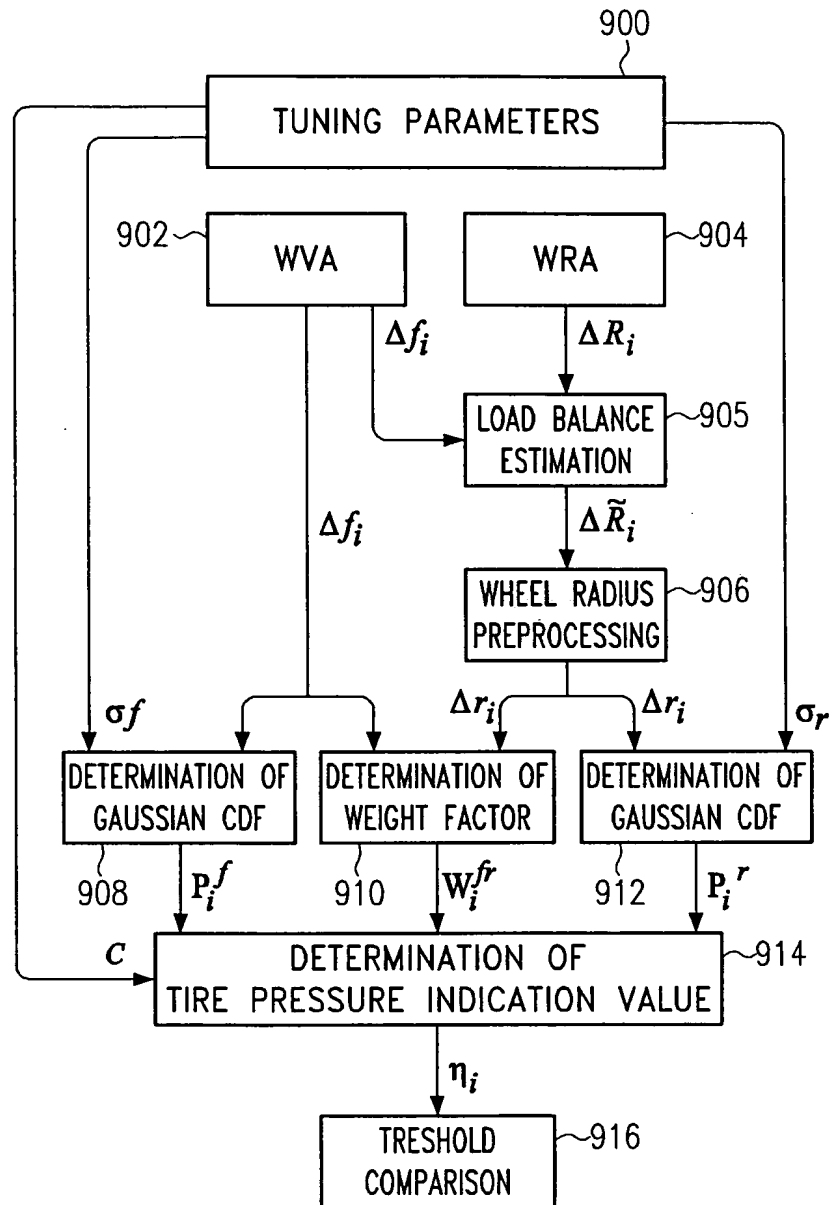 900
TUNING PARAMETERS
902
WVA
904
WRA
Δf_i
ΔR_i
LOAD BALANCE
ESTIMATION
905
Δf_i
ΔR̃_i
WHEEL RADIUS
PREPROCESSING
906
σf
Δr_i
Δr_i
σ_r
DETERMINATION OF
GAUSSIAN CDF
DETERMINATION OF
WEIGHT FACTOR
DETERMINATION OF
GAUSSIAN CDF
908
P_i^f
910
W_i^{fr}
912
P_i^r
C
DETERMINATION OF
TIRE PRESSURE INDICATION VALUE
914
η_i
TRESHOLD
COMPARISON
916